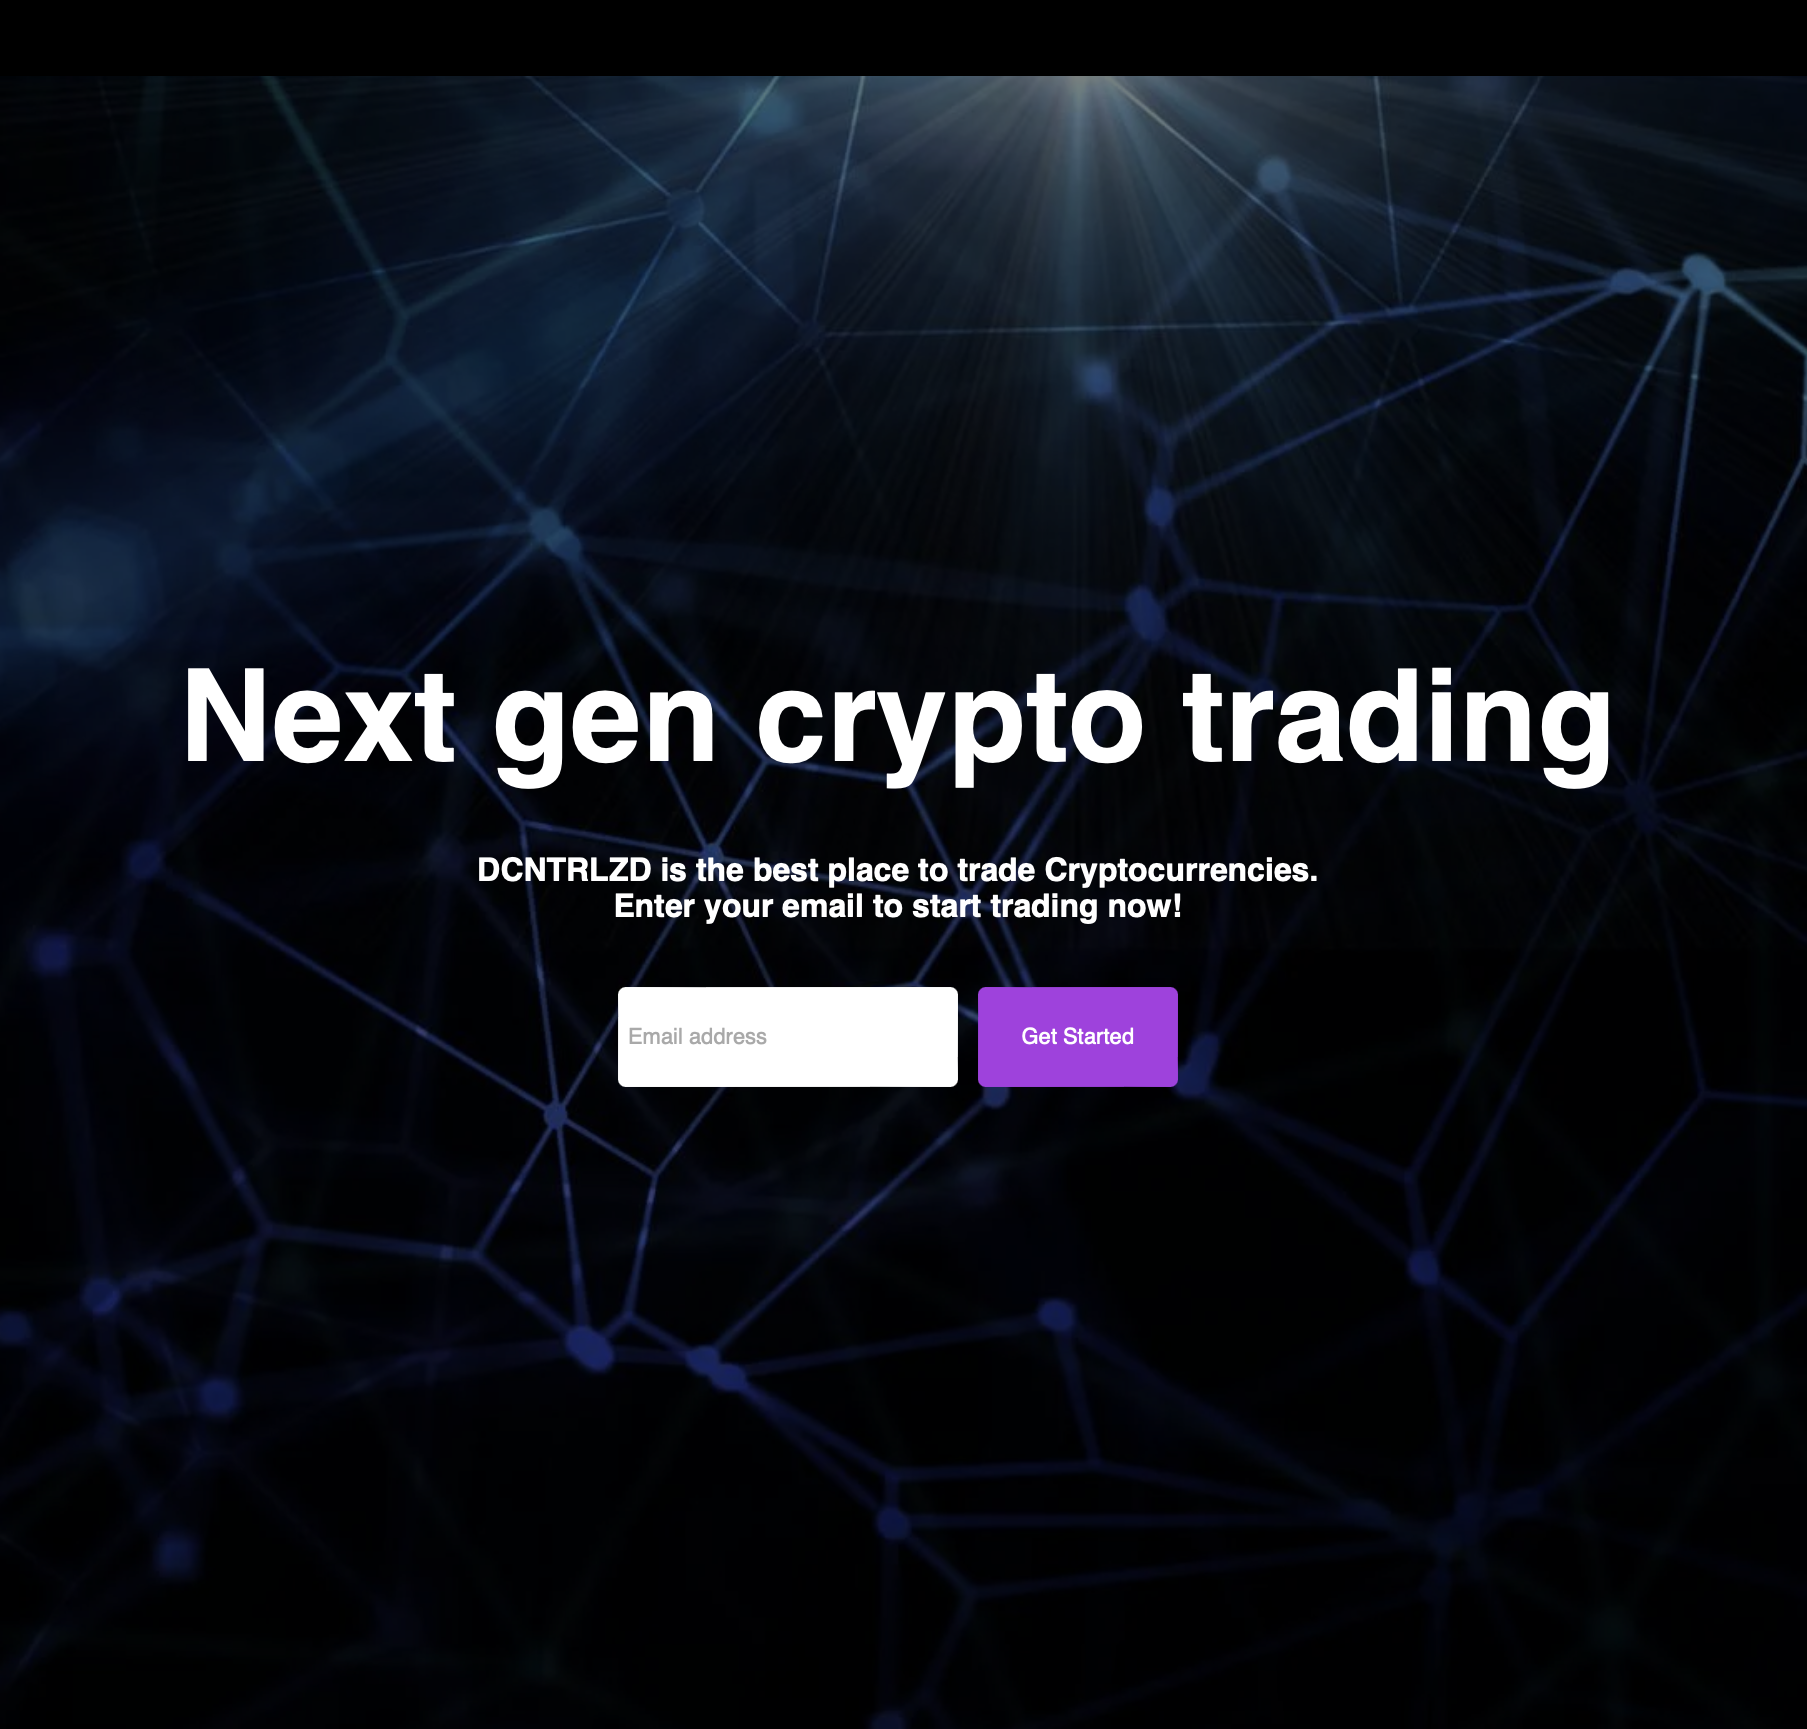 Next gen crypto trading
DCNTRLZD is the best place to trade Cryptocurrencies.
Enter your email to start trading now!
Email address
Get Started